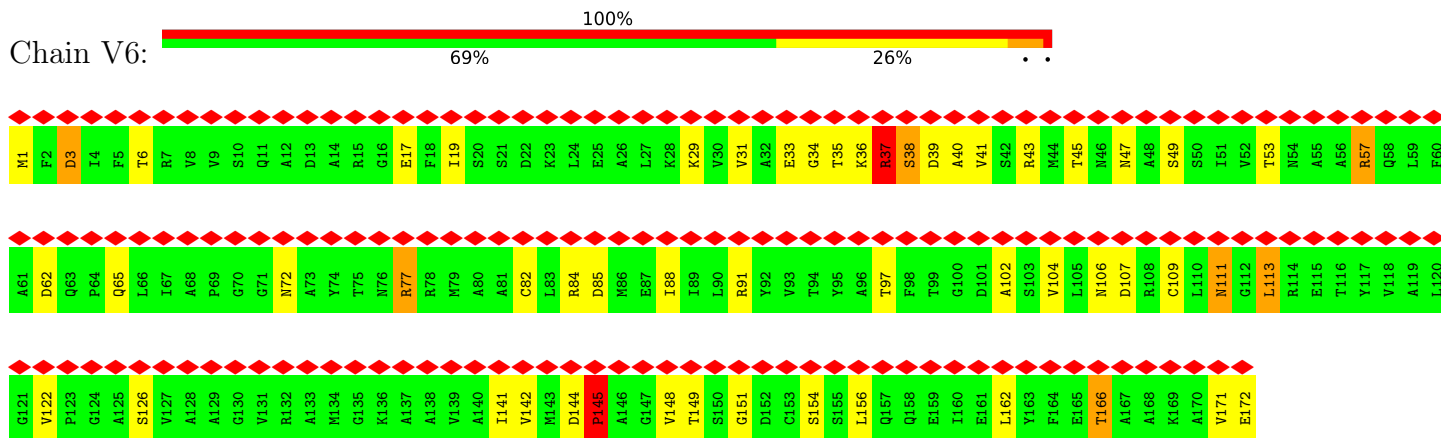 100%
Chain V6:
69% 26% . .
M1 F2 D3 I4 F5 T6 R7 V8 V9 S10 Q11 A12 D13 A14 R15 G16 E17 F18 I19 S20 S21 D22 K23 L24 E25 A26 L27 K28 K29 V30 V31 A32 E33 G34 T35 K36 R37 S38 D39 A40 V41 S42 R43 M44 T45 N46 N47 A48 S49 S50 I51 V52 T53 N54 A55 A56 R57 Q58 L59 F60
A61 D62 Q63 P64 Q65 L66 I67 A68 P69 G70 G71 N72 A73 Y74 T75 N76 R77 R78 M79 A80 A81 C82 L83 R84 D85 M86 E87 I88 I89 L90 R91 Y92 V93 T94 Y95 A96 T97 F98 T99 G100 D101 A102 S103 V104 L105 N106 D107 R108 C109 L110 N111 G112 L113 R114 E115 T116 Y117 V118 A119 L120
G121 V122 P123 G124 A125 S126 V127 A128 A129 G130 V131 R132 A133 M134 G135 K136 A137 A138 V139 A140 I141 V142 M143 D144 P145 A146 G147 V148 T149 S150 G151 D152 C153 S154 S155 L156 Q157 Q158 E159 I160 E161 L162 Y163 F164 E165 T166 A167 A168 K169 A170 V171 E172